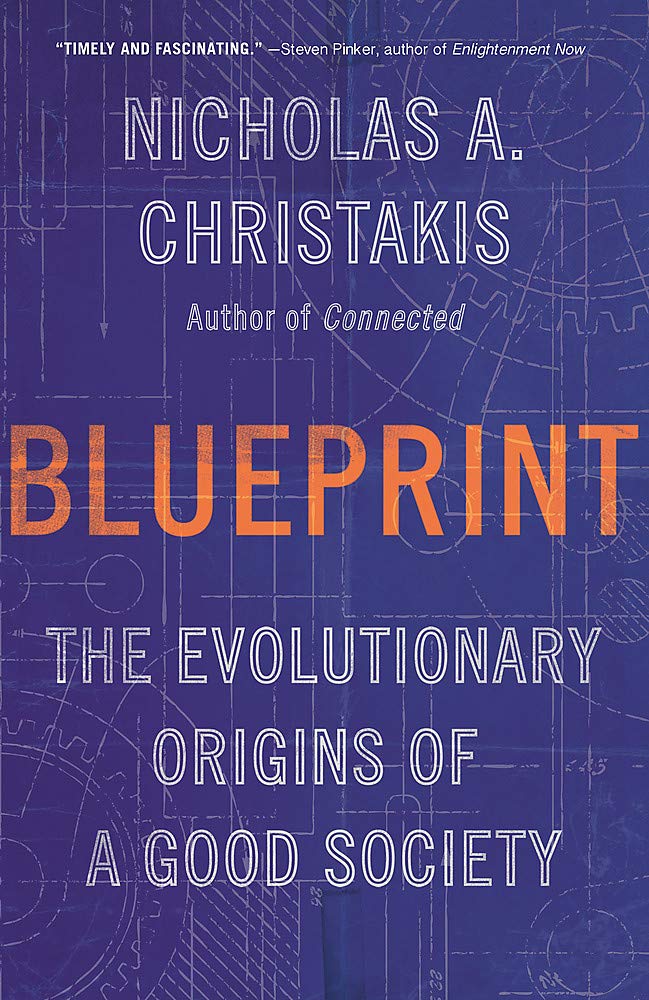 “TIMELY AND FASCINATING.” —Steven Pinker, author of Enlightenment Now
NICHOLAS A.
CHRISTAKIS
Author of Connected
BLUEPRINT
THE EVOLUTIONARY
ORIGINS OF
A GOOD SOCIETY